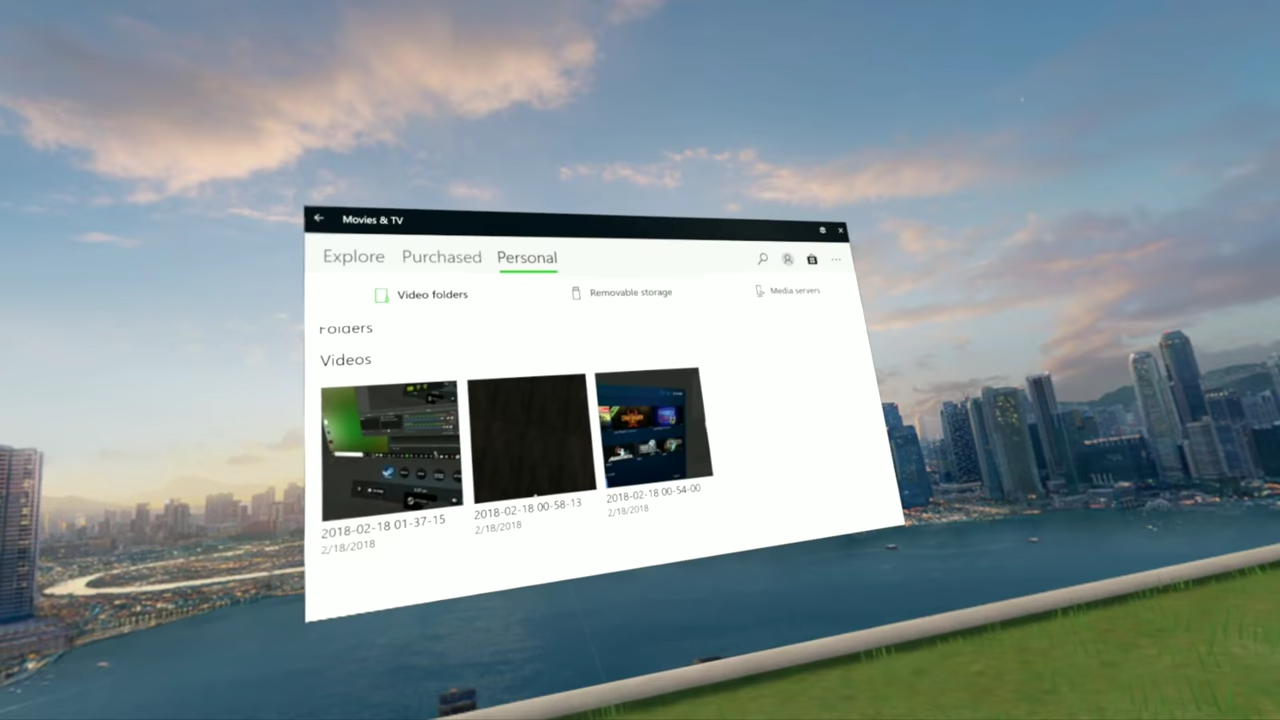 Movies & TV
Explore Purchased Personal
Video folders Removable storage Media servers
Folders
Videos
2018-02-18 01-37-15
2/18/2018
2018-02-18 00-58-13
2/18/2018
2018-02-18 00-54-00
2/18/2018